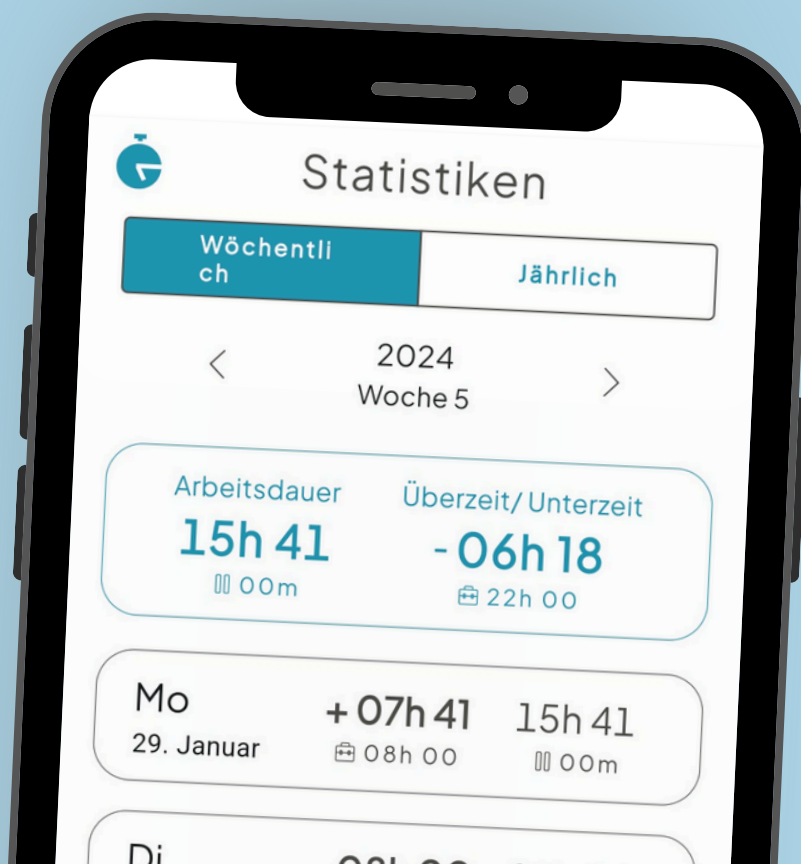 Statistiken
Wöchentli
ch
Jährlich
2024
Woche 5
Arbeitsdauer Überzeit/ Unterzeit
15h 41 - 06h 18
00m 22h 00
Mo + 07h 41 15h 41
29. Januar 08h 00 00m
Di